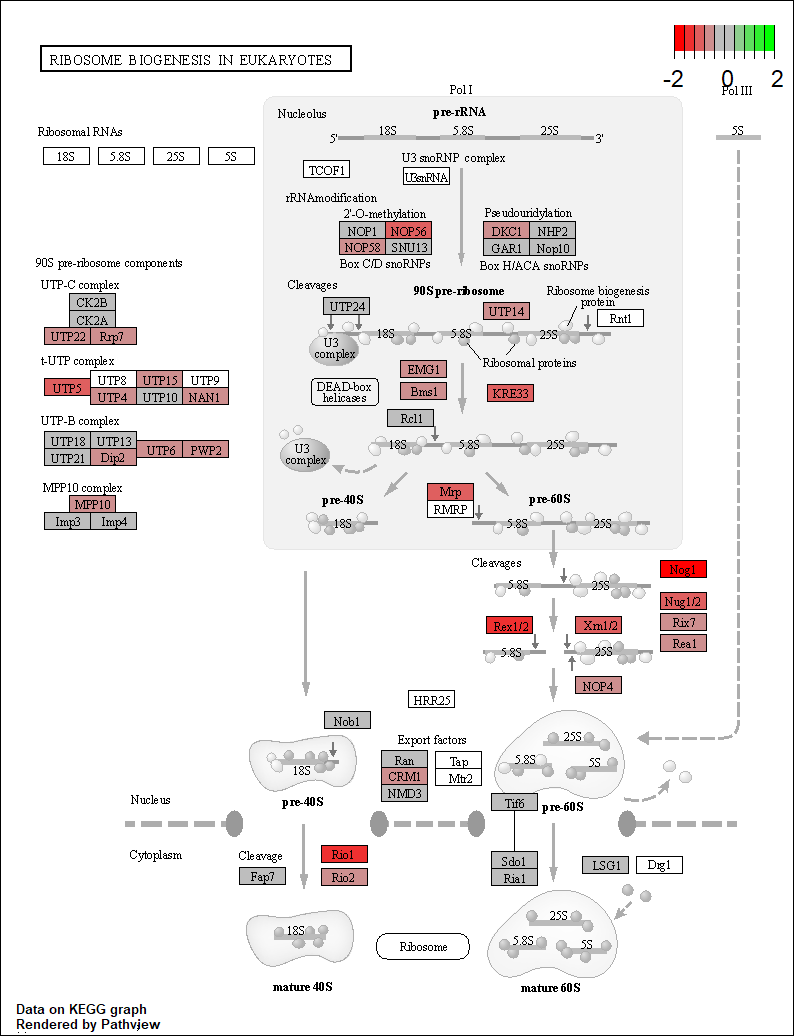 RIBOSOME BIOGENESIS IN EUKARYOTES
-2 0 2
Pol I
Pol III
Nucleolus
pre-rRNA
Ribosomal RNAs
18S 5.8S 25S 5S
5' 18S 5.8S 25S 3'
5S
TCOF1
U3 snoRNP complex
U3snRNA
rRNAmodification
2'-O-methylation
NOP1 NOP56
NOP58 SNU13
Box C/D snoRNPs
Pseudouridylation
DKC1 NHP2
GAR1 Nop10
Box H/ACA snoRNPs
90S pre-ribosome components
UTP-C complex
CK2B
CK2A
UTP22 Rrp7
t-UTP complex
UTP5 UTP8 UTP15 UTP9
UTP4 UTP10 NAN1
UTP-B complex
UTP18 UTP13
UTP21 Dip2
UTP6 PWP2
MPP10 complex
MPP10
Imp3 Imp4
Cleavages
90S pre-ribosome
Ribosome biogenesis
protein
UTP24
UTP14
Rnt1
18S 5.8S 25S
U3
complex
Ribosomal proteins
EMG1
Bms1
DEAD-box
helicases
KRE33
Rcl1
18S 5.8S 25S
U3
complex
pre-40S
Mrp
RMRP
pre-60S
18S
5.8S 25S
Cleavages
5.8S 25S
Nog1
Nug1/2
Rix7
Rea1
Rex1/2 Xrn1/2
5.8S 25S
NOP4
HRR25
Nob1
18S
pre-40S
Export factors
Ran
CRM1
NMD3
Tap
Mtr2
25S
5.8S 5S
Tif6
pre-60S
Nucleus
Cytoplasm
Cleavage
Fap7
Rio1
Rio2
Sdo1
Ria1
LSG1 Drg1
18S
mature 40S
Ribosome
25S
5.8S 5S
mature 60S
Data on KEGG graph
Rendered by Pathview